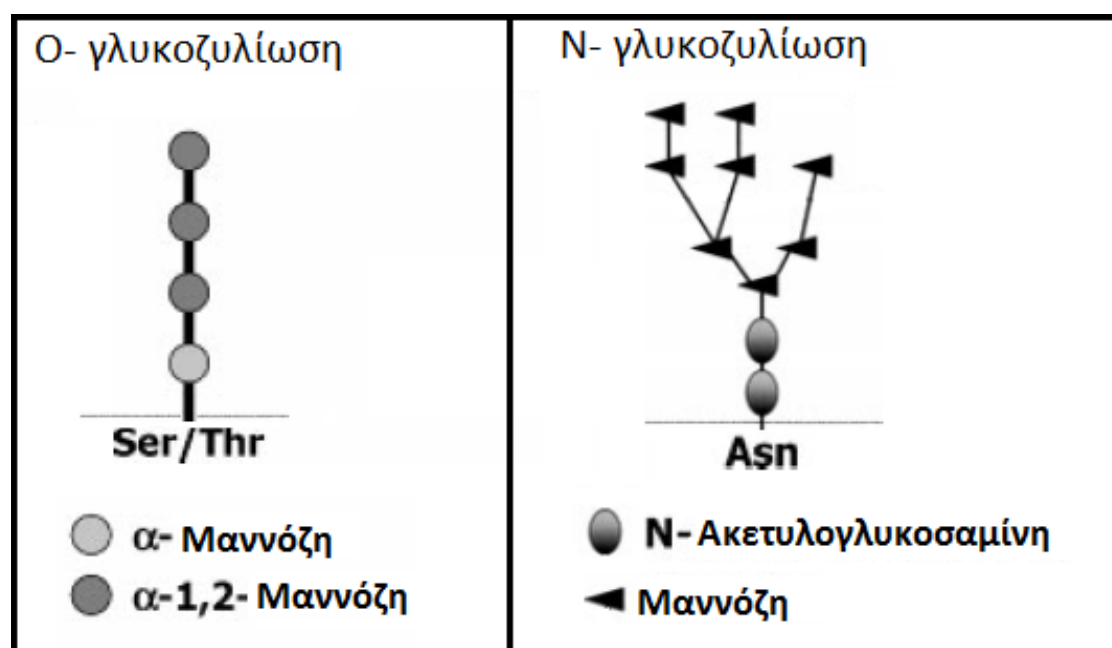 Ο- γλυκοζυλίωση
Ser/Thr
α- Μαννόζη
α-1,2- Μαννόζη
Ν- γλυκοζυλίωση
Asn
N- Ακετυλογλυκοσαμίνη
Μαννόζη